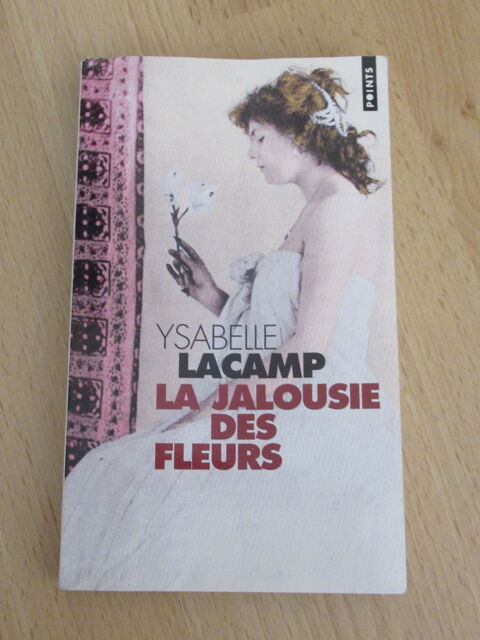 POINTS
YSABELLE
LACAMP
LA JALOUSIE
DES
FLEURS